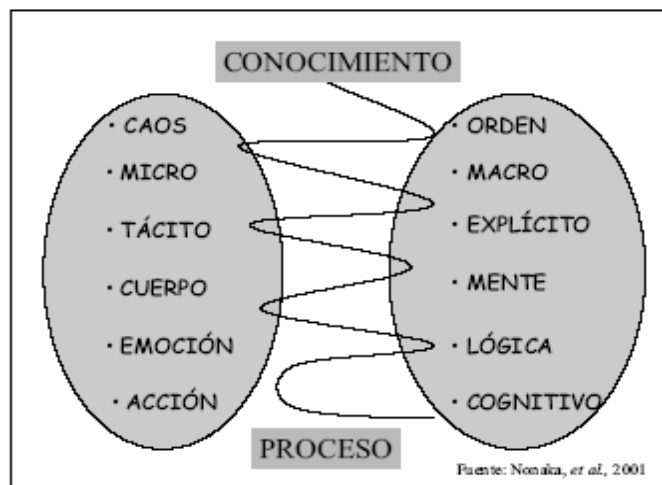 CONOCIMIENTO
· CAOS
· MICRO
· TÁCITO
· CUERPO
· EMOCIÓN
· ACCIÓN
· ORDEN
· MACRO
· EXPLÍCITO
· MENTE
· LÓGICA
· COGNITIVO
PROCESO
Fuente: Nonaka, et al., 2001